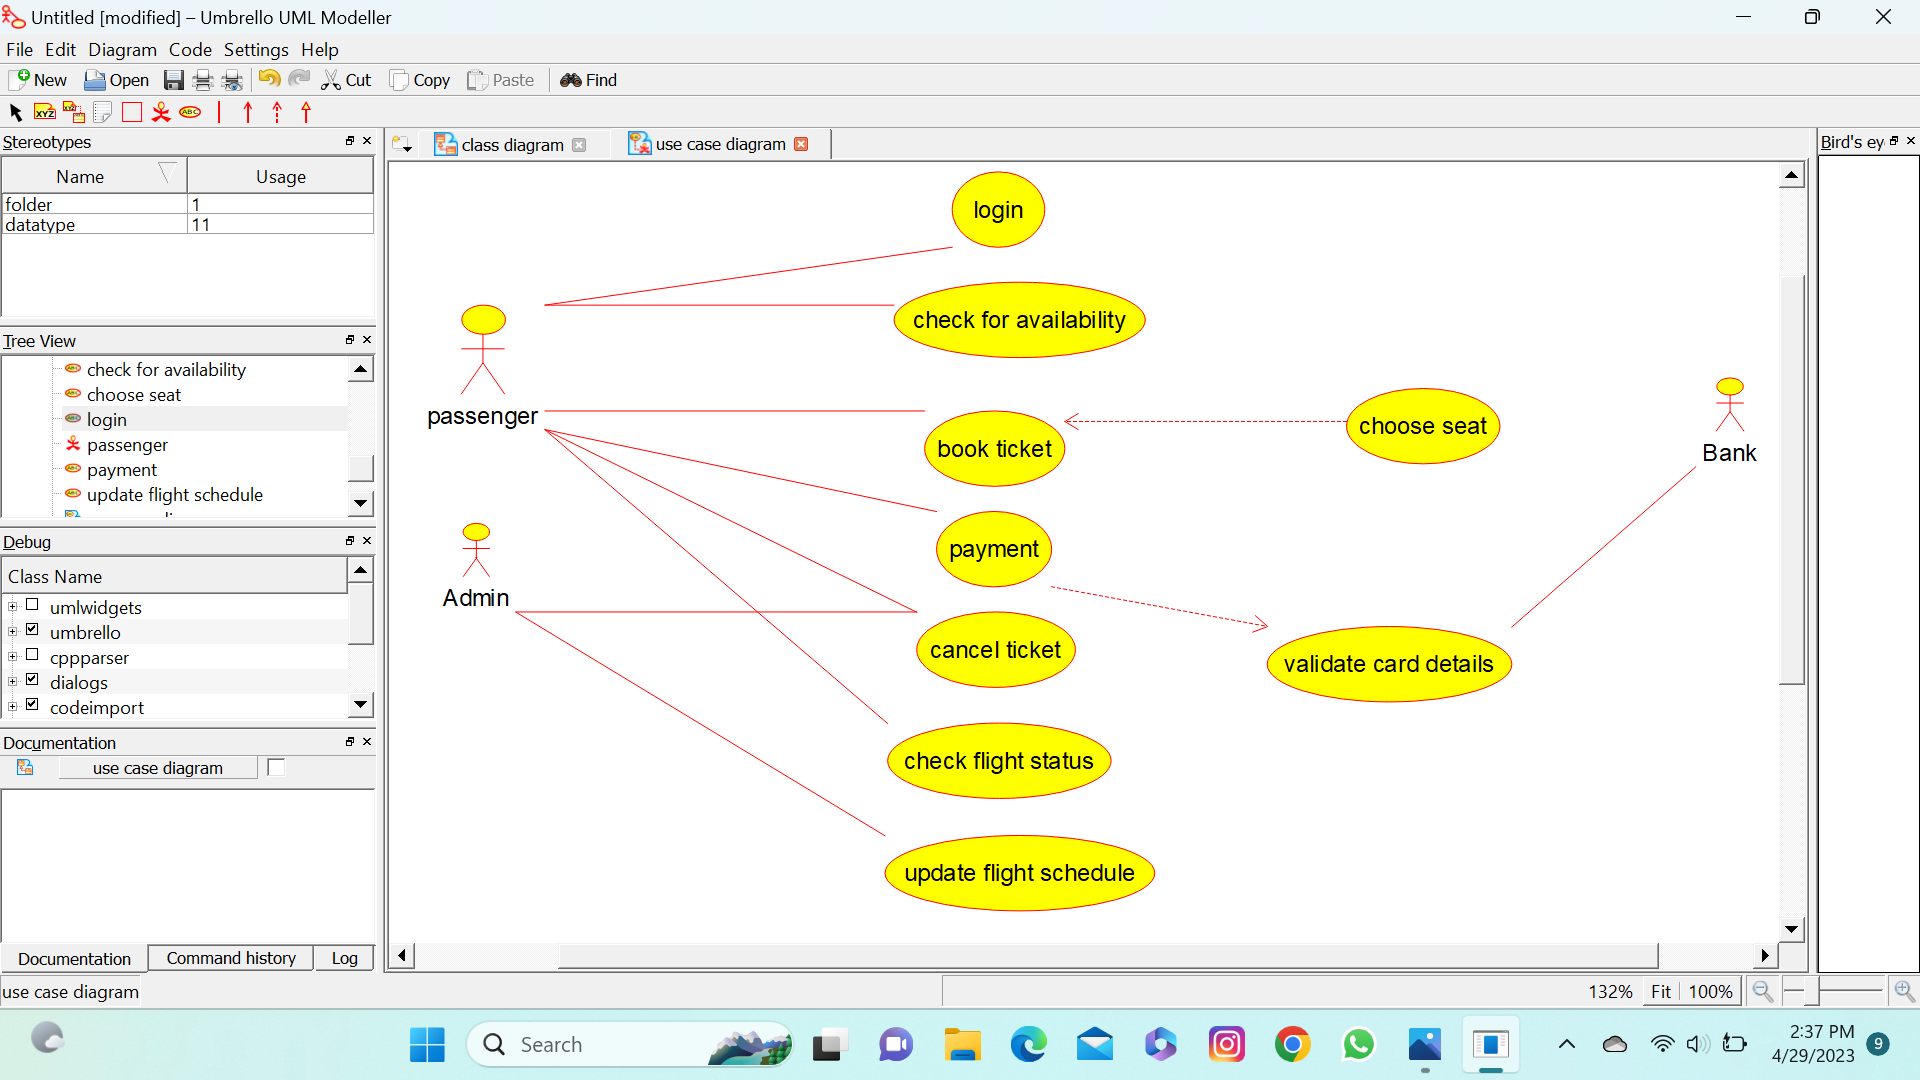 Untitled [modified] – Umbrello UML Modeller
File Edit Diagram Code Settings Help
New Open Cut Copy Paste Find
XYZ XYZ ABC
Stereotypes
Name Usage
folder 1
datatype 11
Tree View
check for availability
choose seat
login
passenger
payment
update flight schedule
Debug
Class Name
umlwidgets
umbrello
cppparser
dialogs
codeimport
Documentation
use case diagram
Documentation Command history Log
use case diagram
class diagram use case diagram
login
check for availability
passenger
book ticket
choose seat
Bank
payment
Admin
cancel ticket
validate card details
check flight status
update flight schedule
Bird's ey
132% Fit 100%
Search
2:37 PM
4/29/2023
9